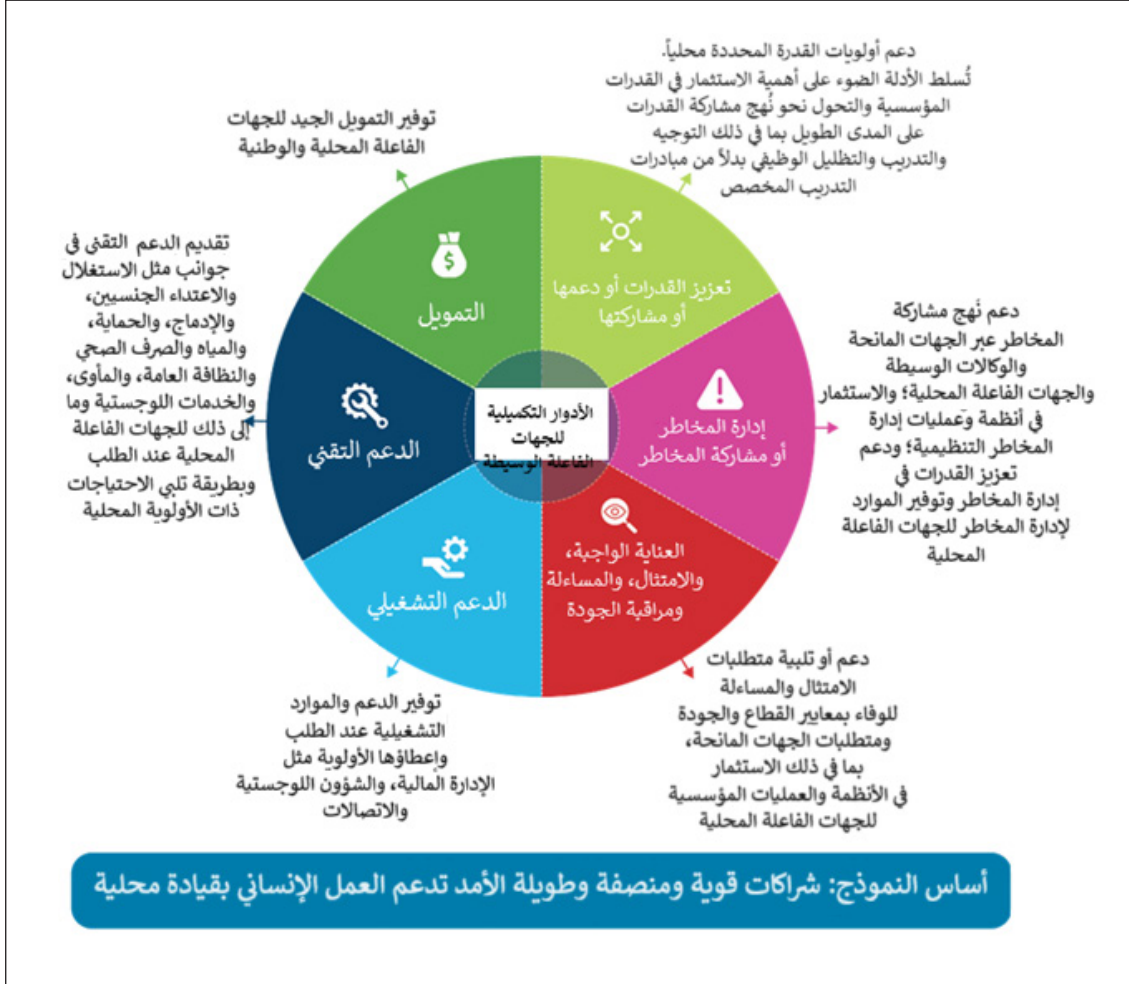 دعم أولويات القدرة المحددة محلياً.
تُسلط الأدلة الضوء على أهمية الاستثمار في القدرات
المؤسسية والتحول نحو نُهج مشاركة القدرات
على المدى الطويل بما في ذلك التوجيه
والتدريب والتظليل الوظيفي بدلاً من مبادرات
التدريب المخصص
توفير التمويل الجيد للجهات
الفاعلة المحلية والوطنية
تعزيز القدرات أو دعمها
أو مشاركتها
التمويل
دعم نُهج مشاركة
المخاطر عبر الجهات المانحة
والوكالات الوسيطة
والجهات الفاعلة المحلية؛ والاستثمار
في أنظمة وعمليات إدارة
المخاطر التنظيمية؛ ودعم
تعزيز القدرات في
إدارة المخاطر وتوفير الموارد
لإدارة المخاطر للجهات الفاعلة
المحلية
إدارة المخاطر
أو مشاركة المخاطر
الأدوار التكميلية
للجهات
الفاعلة الوسيطة
الدعم التقني
تقديم الدعم التقني في
جوانب مثل الاستغلال
والاعتداء الجنسيين،
والإدماج، والحماية،
والمياه والصرف الصحي
والنظافة العامة، والمأوى،
والخدمات اللوجستية وما
إلى ذلك للجهات الفاعلة
المحلية عند الطلب
وبطريقة تلبي الاحتياجات
ذات الأولوية المحلية
العناية الواجبة،
والامتثال، والمساءلة
ومراقبة الجودة
الدعم التشغيلي
دعم أو تلبية متطلبات
الامتثال والمساءلة
للوفاء بمعايير القطاع والجودة
ومتطلبات الجهات المانحة،
بما في ذلك الاستثمار
في الأنظمة والعمليات المؤسسية
للجهات الفاعلة المحلية
توفير الدعم والموارد
التشغيلية عند الطلب
وإعطاؤها الأولوية مثل
الإدارة المالية، والشؤون اللوجستية
والاتصالات
أساس النموذج: شراكات قوية ومنصفة وطويلة الأمد تدعم العمل الإنساني بقيادة محلية